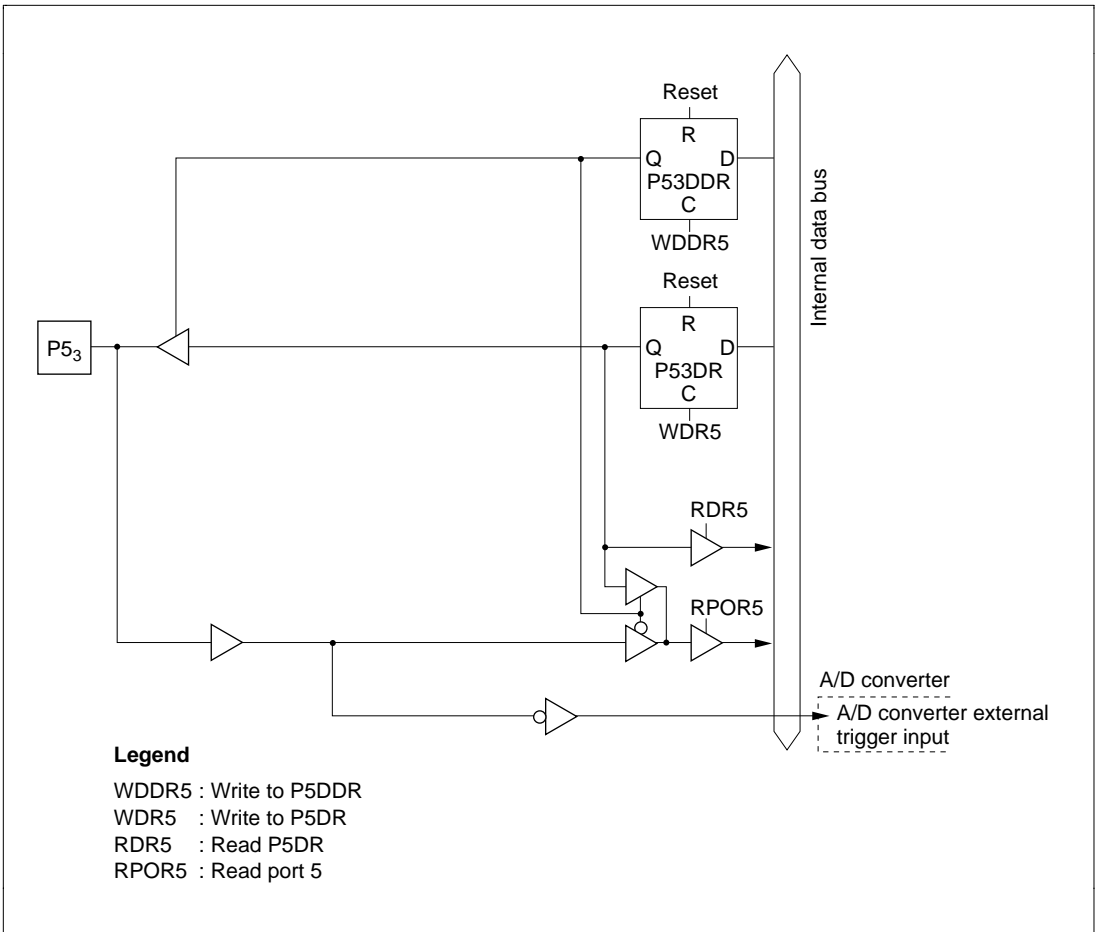 Reset
R
Q D
P53DDR
C
WDDR5
Internal data bus
Reset
R
P5₃
Q D
P53DR
C
WDR5
RDR5
RPOR5
A/D converter
A/D converter external
trigger input
Legend
WDDR5 : Write to P5DDR
WDR5 : Write to P5DR
RDR5 : Read P5DR
RPOR5 : Read port 5